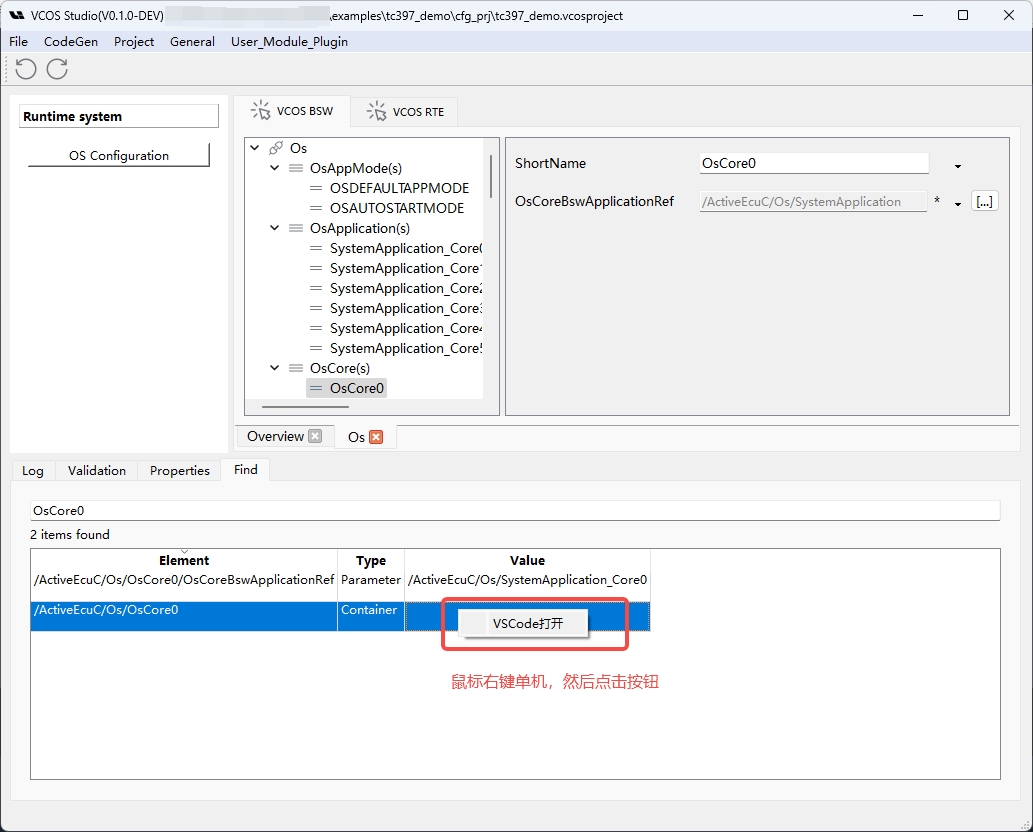 VCOS Studio(V0.1.0-DEV) \examples\tc397_demo\cfg_prj\tc397_demo.vcosproject
File CodeGen Project General User_Module_Plugin
Runtime system
OS Configuration
VCOS BSW VCOS RTE
Os
OsAppMode(s)
OSDEFAULTAPPMODE
OSAUTOSTARTMODE
OsApplication(s)
SystemApplication_Core0
SystemApplication_Core1
SystemApplication_Core2
SystemApplication_Core3
SystemApplication_Core4
SystemApplication_Core5
OsCore(s)
OsCore0
ShortName OsCore0
OsCoreBswApplicationRef /ActiveEcuC/Os/SystemApplication * [...]
Overview Os
Log Validation Properties Find
OsCore0
2 items found
Element Type Value
/ActiveEcuC/Os/OsCore0/OsCoreBswApplicationRef Parameter /ActiveEcuC/Os/SystemApplication_Core0
/ActiveEcuC/Os/OsCore0 Container
VSCode打开
鼠标右键单机，然后点击按钮